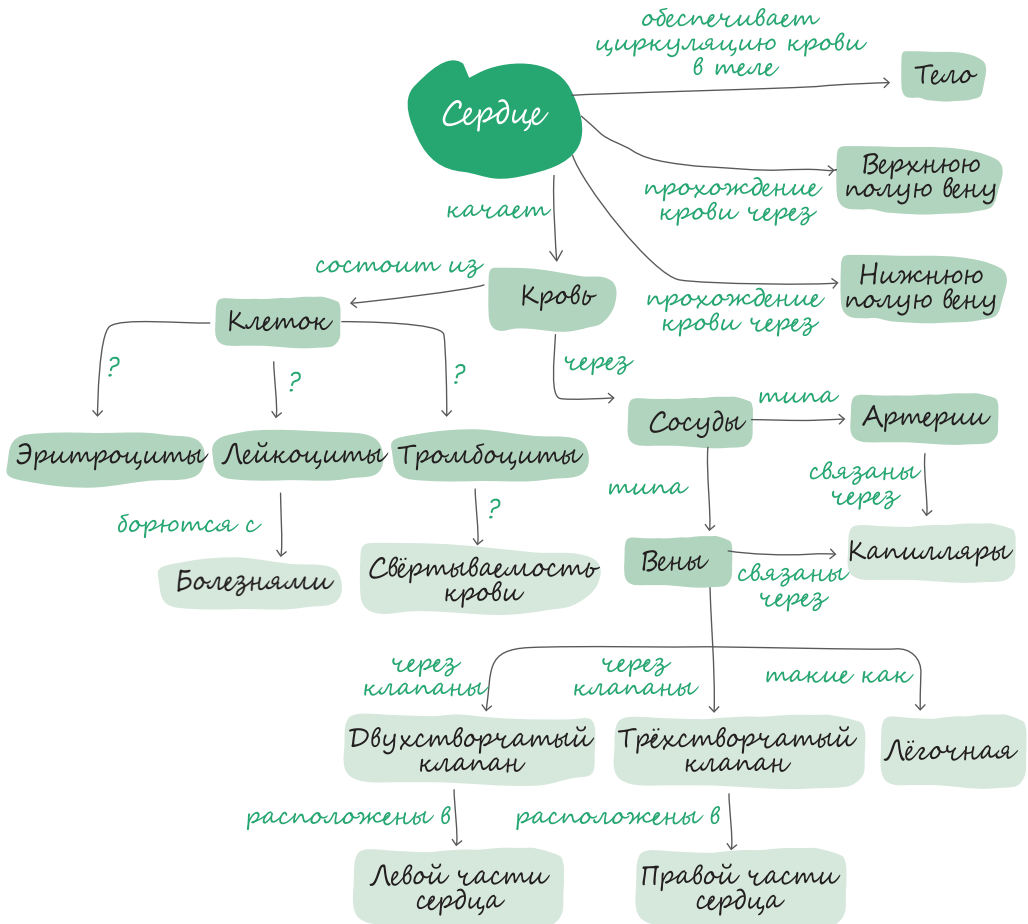 обеспечивает
циркуляцию крови
в теле
Тело
Сердце
Верхнюю
полую вену
прохождение
крови через
качает
Нижнюю
полую вену
прохождение
крови через
состоит из
Кровь
Клеток
?
?
?
через
Сосуды
типа
Артерии
Эритроциты
Лейкоциты
Тромбоциты
типа
связаны
через
борются с
?
Болезнями
Свёртываемость
крови
Вены
связаны
через
Капилляры
через
клапаны
через
клапаны
такие как
Двухстворчатый
клапан
Трёхстворчатый
клапан
Лёгочная
расположены в
расположены в
Левой части
сердца
Правой части
сердца